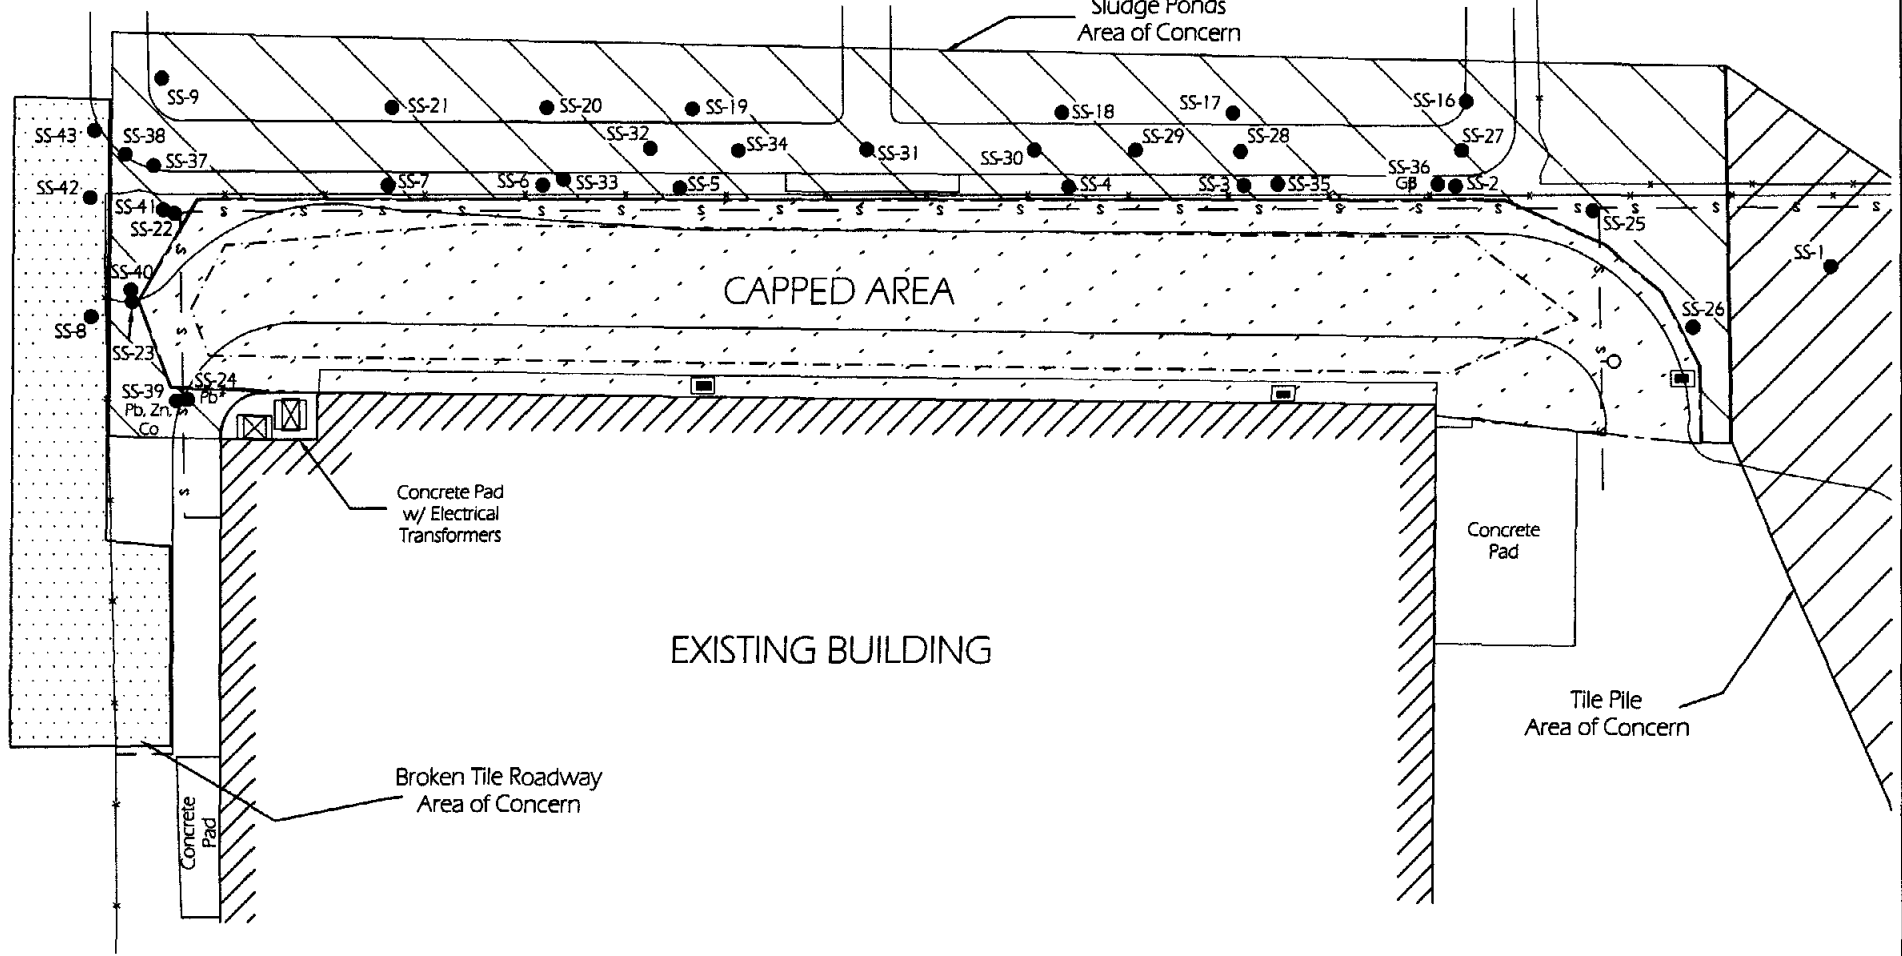 Sludge Ponds
Area of Concern
SS-9
SS-21
SS-20
SS-19
SS-18
SS-17
SS-16
SS-43
SS-38
SS-37
SS-32
SS-34
SS-31
SS-30
SS-29
SS-28
SS-27
SS-42
SS-41
SS-22
SS-7
SS-6
SS-33
SS-5
SS-4
SS-3
SS-35
SS-36
SS-2
SS-25
SS-1
SS-40
CAPPED AREA
SS-8
SS-23
SS-26
SS-24
Pb
SS-39
Pb, Zn,
Co
Concrete Pad
w/ Electrical
Transformers
Concrete
Pad
EXISTING BUILDING
Tile Pile
Area of Concern
Broken Tile Roadway
Area of Concern
Concrete
Pad